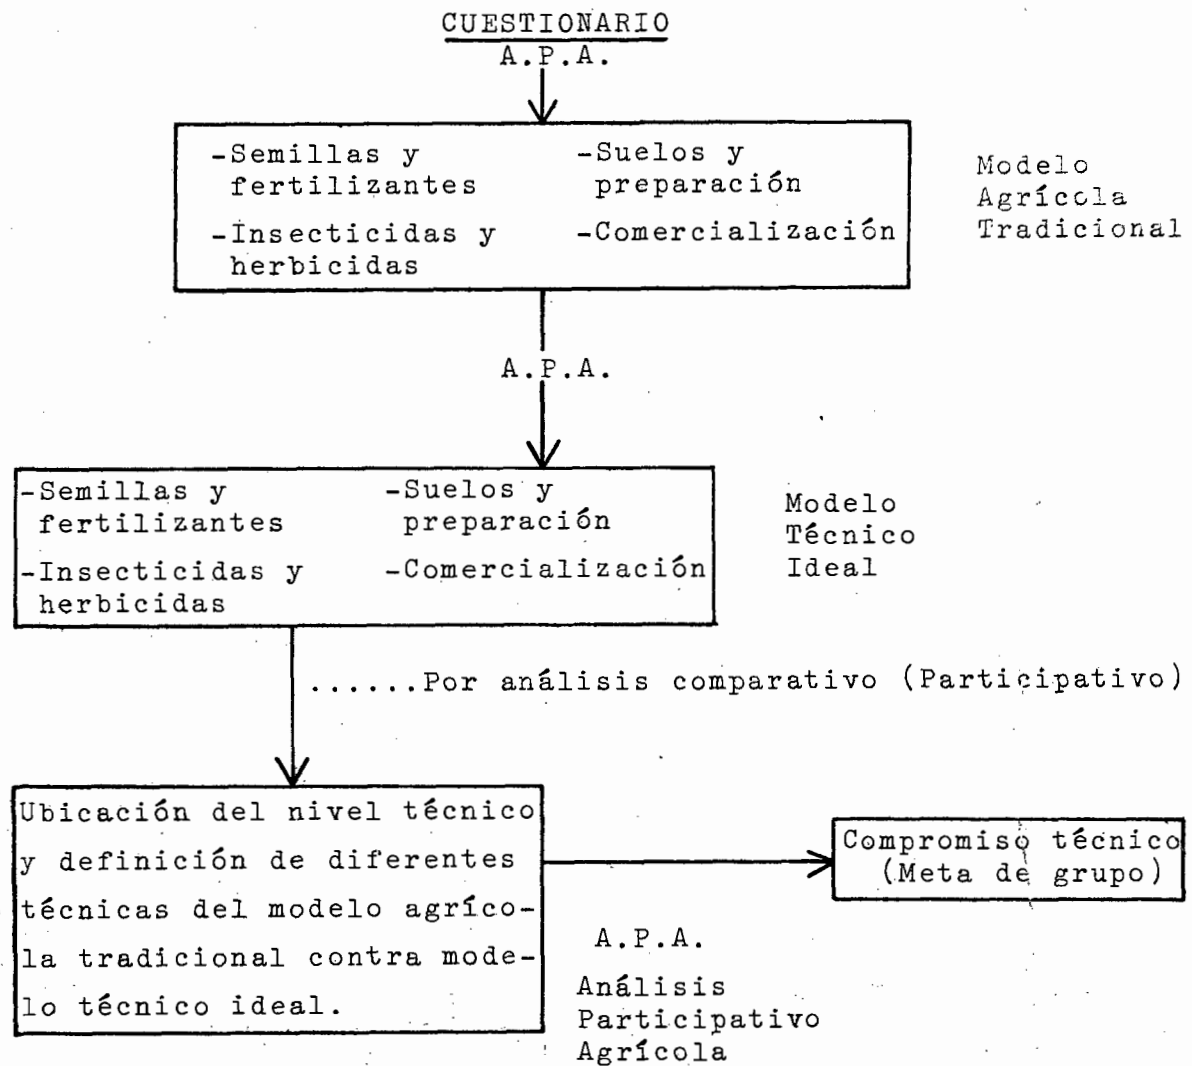 CUESTIONARIO
A.P.A.
-Semillas y
fertilizantes
-Suelos y
preparación
-Insecticidas y
herbicidas
-Comercialización
Modelo
Agrícola
Tradicional
A.P.A.
-Semillas y
fertilizantes
-Suelos y
preparación
-Insecticidas y
herbicidas
-Comercialización
Modelo
Técnico
Ideal
......Por análisis comparativo (Participativo)
Ubicación del nivel técnico
y definición de diferentes
técnicas del modelo agríco-
la tradicional contra mode-
lo técnico ideal.
Compromiso técnico
(Meta de grupo)
A.P.A.
Análisis
Participativo
Agrícola